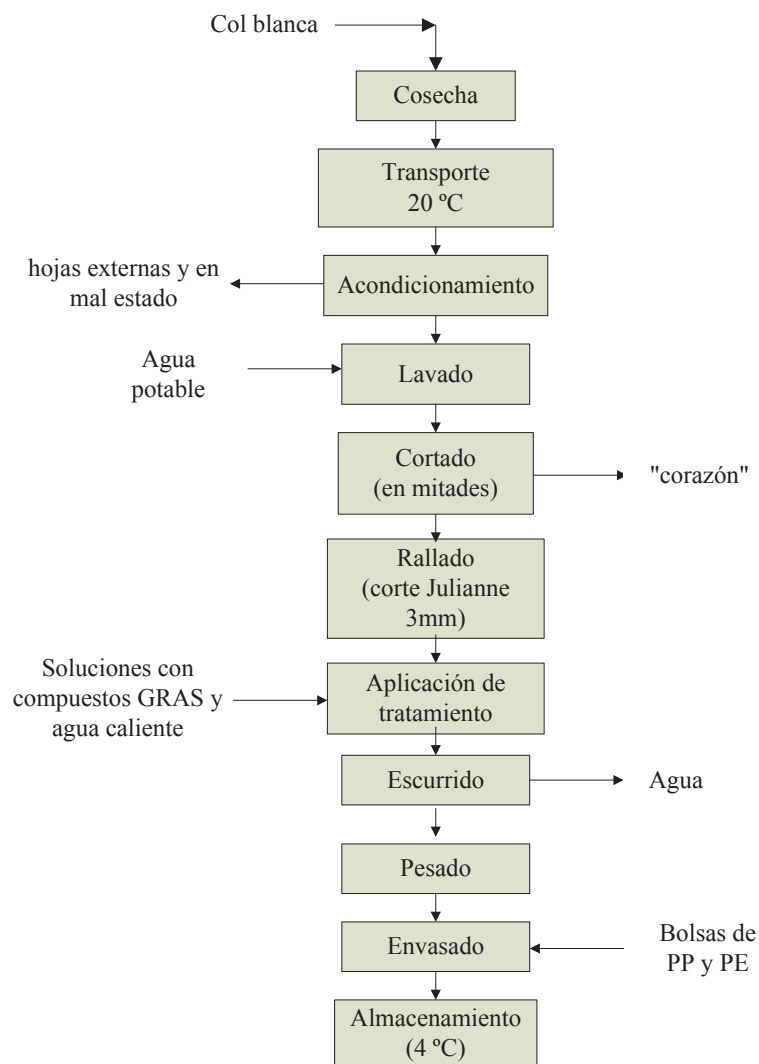 Col blanca
Cosecha
Transporte
20 ºC
hojas externas y en
mal estado
Acondicionamiento
Agua
potable
Lavado
Cortado
(en mitades)
"corazón"
Rallado
(corte Julianne
3mm)
Soluciones con
compuestos GRAS y
agua caliente
Aplicación de
tratamiento
Escurrido
Agua
Pesado
Envasado
Bolsas de
PP y PE
Almacenamiento
(4 ºC)